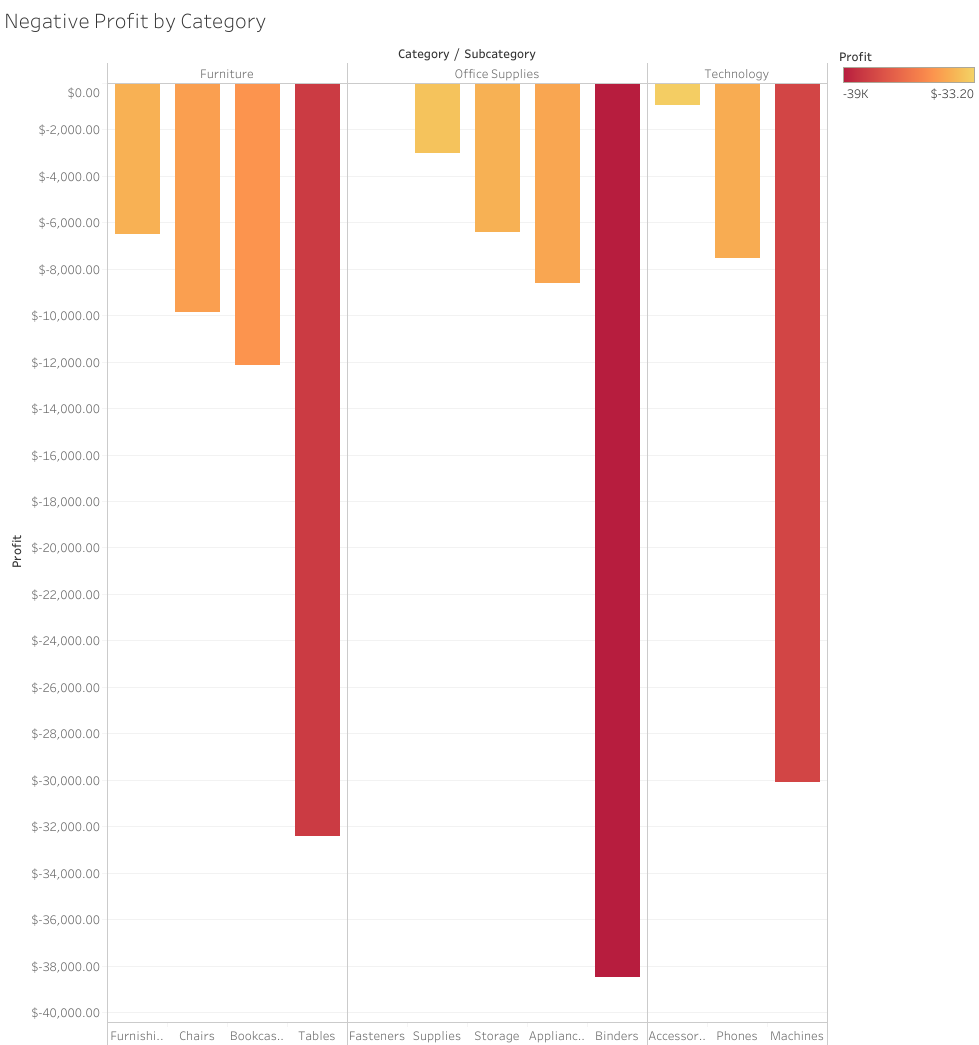 Negative Profit by Category
Category / Subcategory
Profit
Furniture
Office Supplies
Technology
-39K
$-33.20
$0.00
$-2,000.00
$-4,000.00
$-6,000.00
$-8,000.00
$-10,000.00
$-12,000.00
$-14,000.00
$-16,000.00
$-18,000.00
$-20,000.00
$-22,000.00
$-24,000.00
$-26,000.00
$-28,000.00
$-30,000.00
$-32,000.00
$-34,000.00
$-36,000.00
$-38,000.00
$-40,000.00
Profit
Furnishi..
Chairs
Bookcas..
Tables
Fasteners
Supplies
Storage
Applianc..
Binders
Accessor..
Phones
Machines